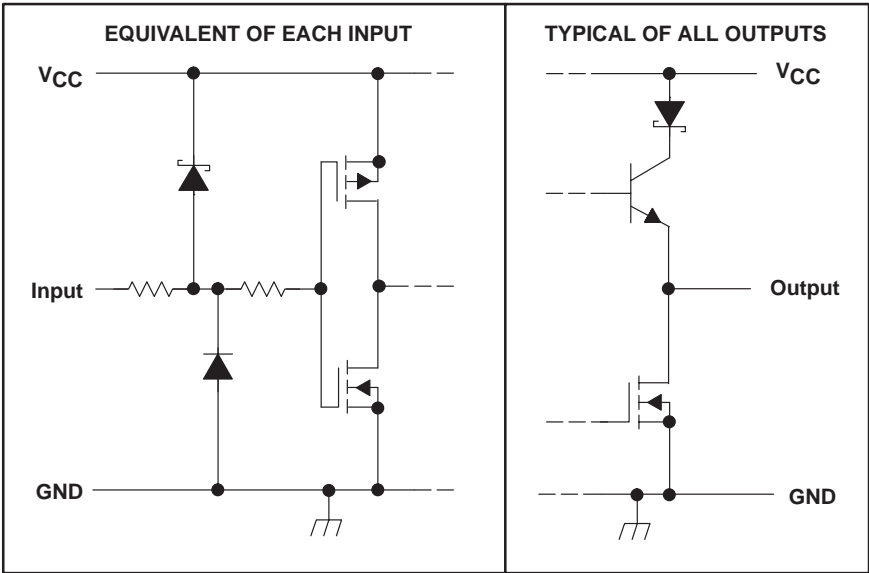 EQUIVALENT OF EACH INPUT
VCC
Input
GND
TYPICAL OF ALL OUTPUTS
VCC
Output
GND